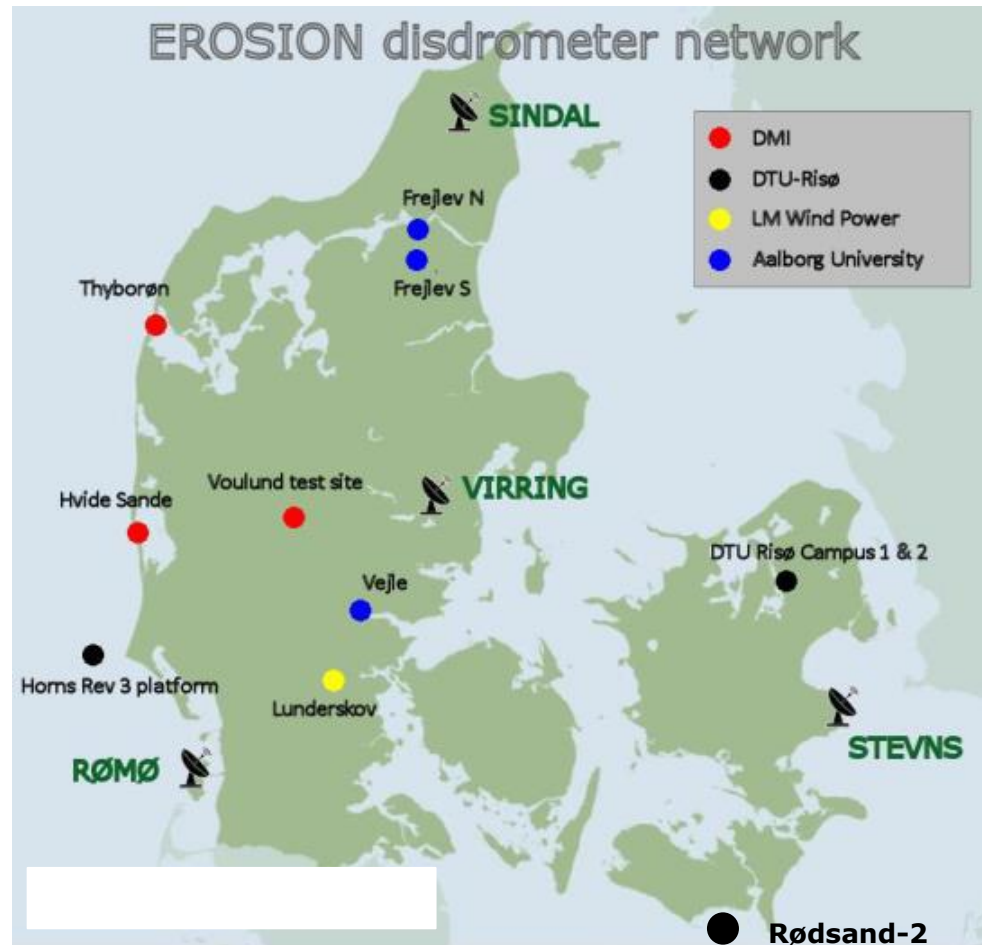 EROSION disdrometer network
SINDAL
DMI
DTU-Risø
LM Wind Power
Aalborg University
Frejlev N
Frejlev S
Thyborøn
Voulund test site
VIRRING
Hvide Sande
DTU Risø Campus 1 & 2
Vejle
Horns Rev 3 platform
Lunderskov
STEVNS
RØMØ
Rødsand-2